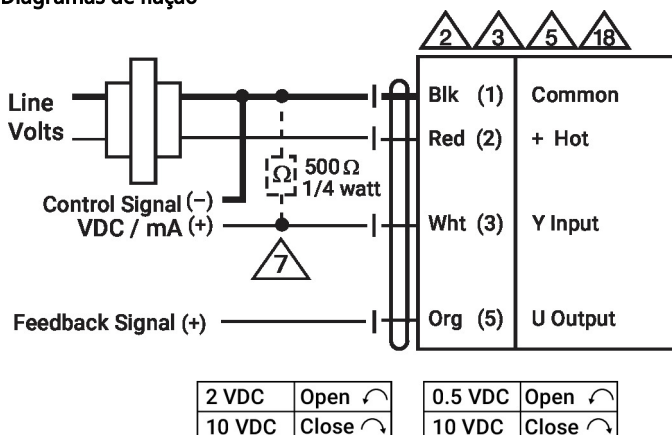 Diagramas de fiação
2 3 5 18
Line Volts
Blk (1) Common
Red (2) + Hot
Ω 500 Ω
1/4 watt
Control Signal (−)
VDC / mA (+)
Wht (3) Y Input
7
Feedback Signal (+)
Org (5) U Output
2 VDC Open
10 VDC Close
0.5 VDC Open
10 VDC Close